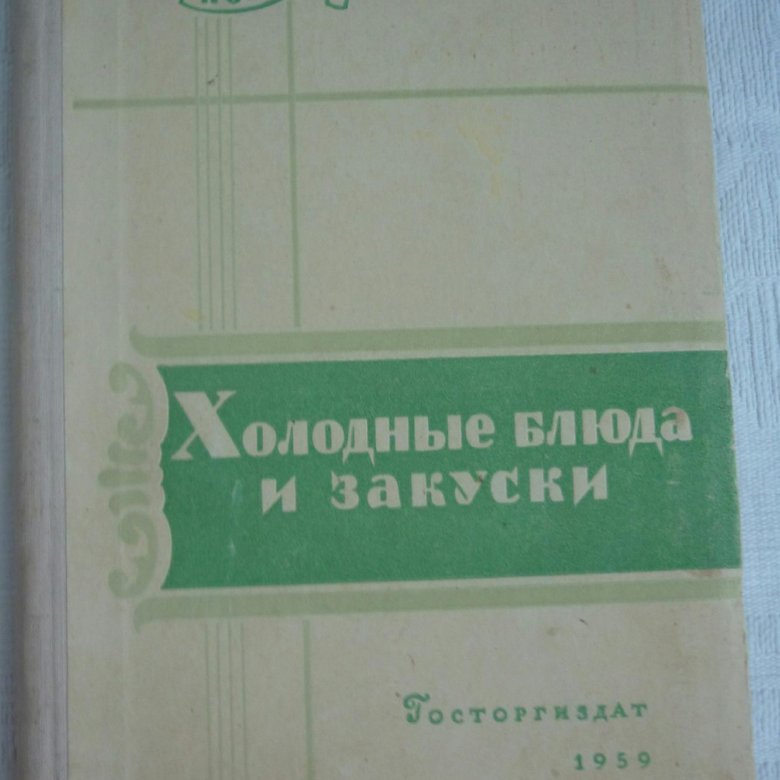 Холодные блюда
и закуски
Госторгиздат
1959